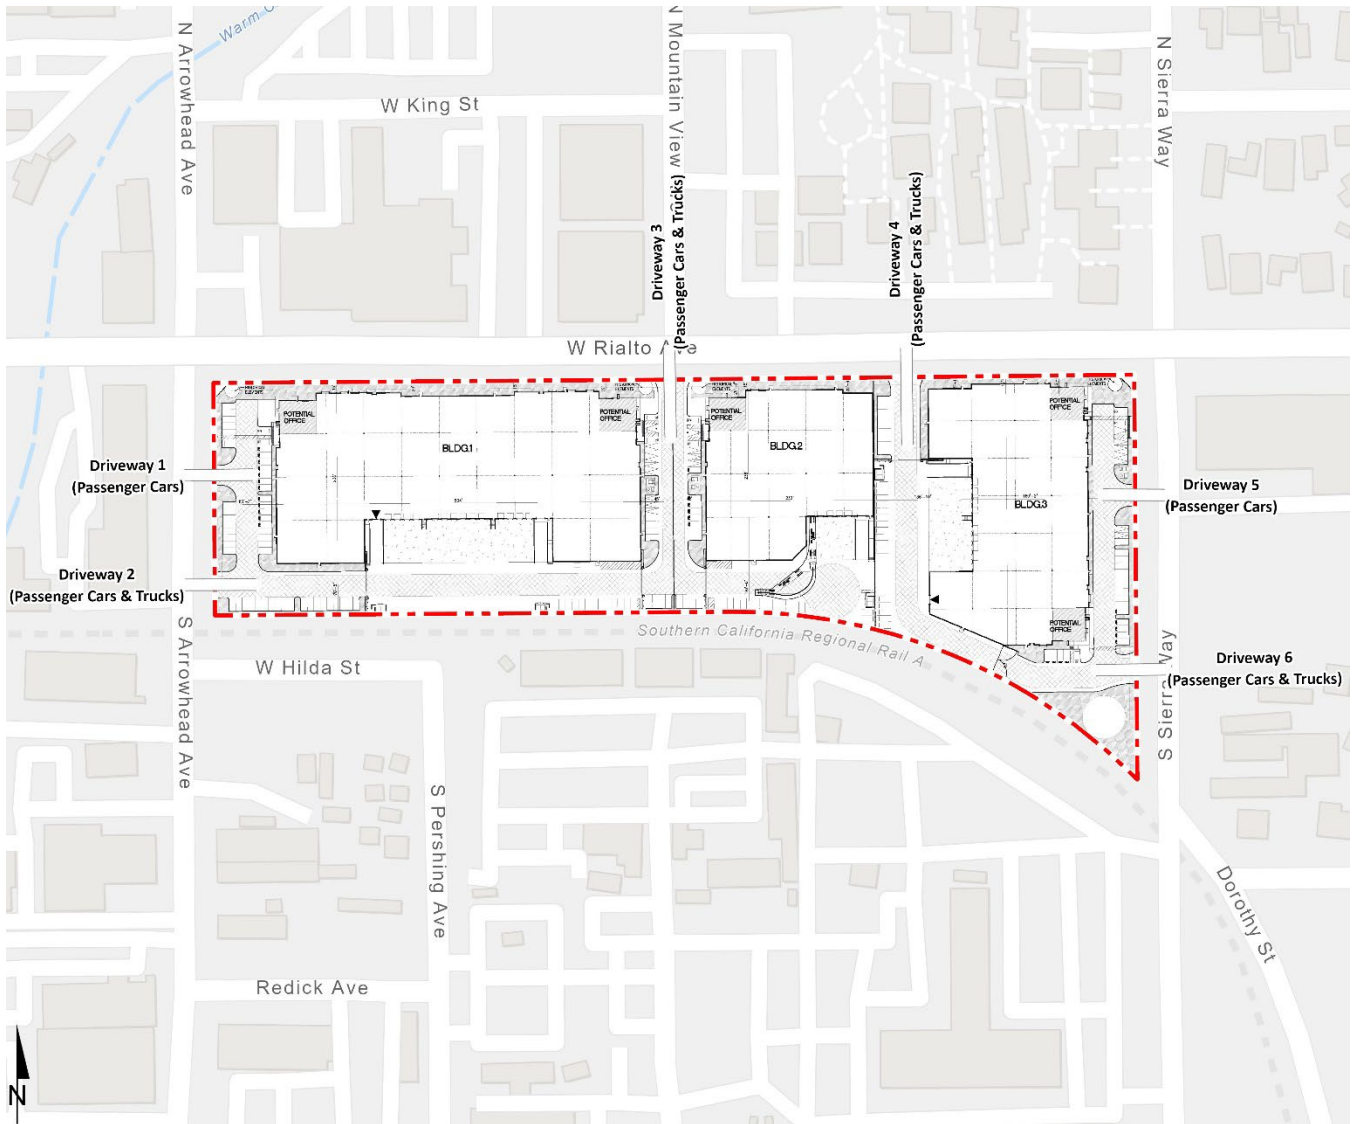 N Arrowhead Ave
Warm C
W King St
N Mountain View
N Sierra Way
Driveway 3
(Passenger Cars & Trucks)
Driveway 4
(Passenger Cars & Trucks)
W Rialto Ave
POTENTIAL
OFFICE
POTENTIAL
OFFICE
POTENTIAL
OFFICE
POTENTIAL
OFFICE
BLDG.1
BLDG.2
BLDG.3
Driveway 1
(Passenger Cars)
Driveway 5
(Passenger Cars)
Driveway 2
(Passenger Cars & Trucks)
POTENTIAL
OFFICE
Southern California Regional Rail A
Driveway 6
(Passenger Cars & Trucks)
W Hilda St
S Arrowhead Ave
S Sierra Way
S Pershing Ave
Dorothy St
Redick Ave
N